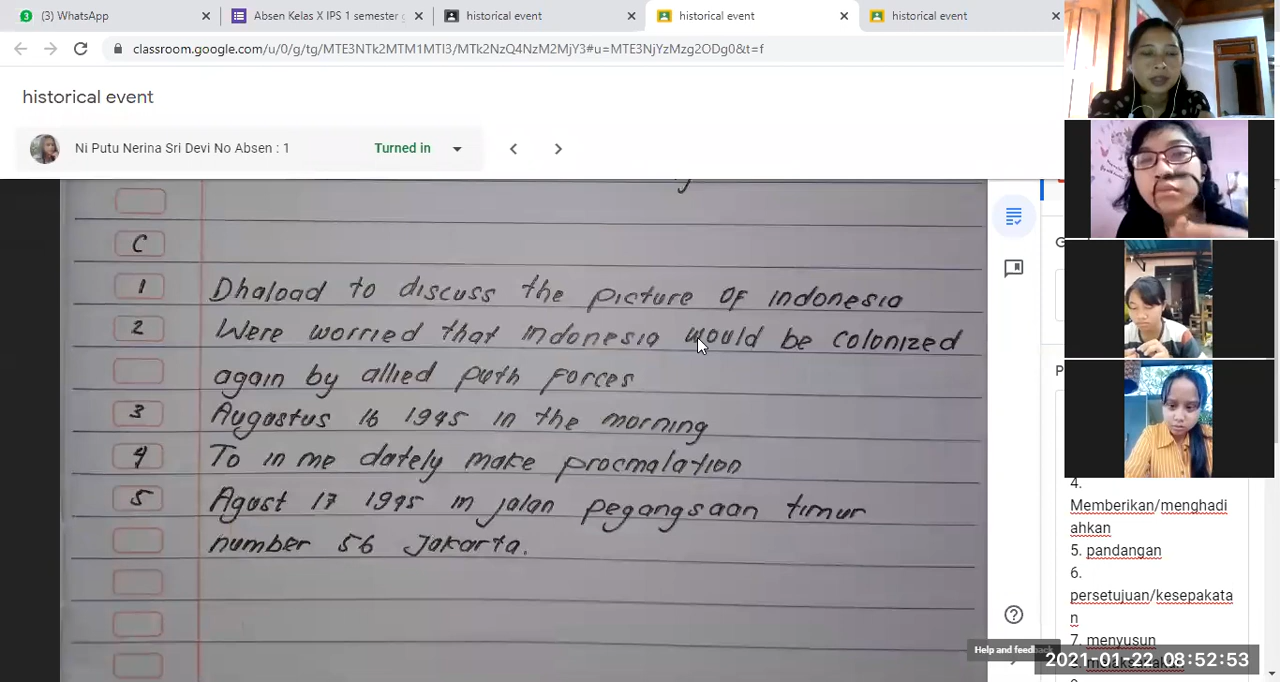 (3) WhatsApp
Absen Kelas X IPS 1 semester
historical event
historical event
historical event
classroom.google.com/u/0/g/tg/MTE3NTk2MTM1MTI3/MTk2NzQ4NzM2MjY3#u=MTE3NjYzMzg2ODg0&t=f
historical event
Ni Putu Nerina Sri Devi No Absen : 1
Turned in
C
1 Dhaload to discuss the picture OF indonesia
2 Were worried that indonesia would be colonized
again by allied puth forces
3 Augustus 16 1945 in the morning
4 To in me dately make procmalation
5 Agust 17 1945 in jalan pegangsaan timur
number 56 Jakarta.
4.
Memberikan/menghadi
ahkan
5. pandangan
6.
persetujuan/kesepakata
n
7. menyusun
Help and feedback
2021-01-22 08:52:53